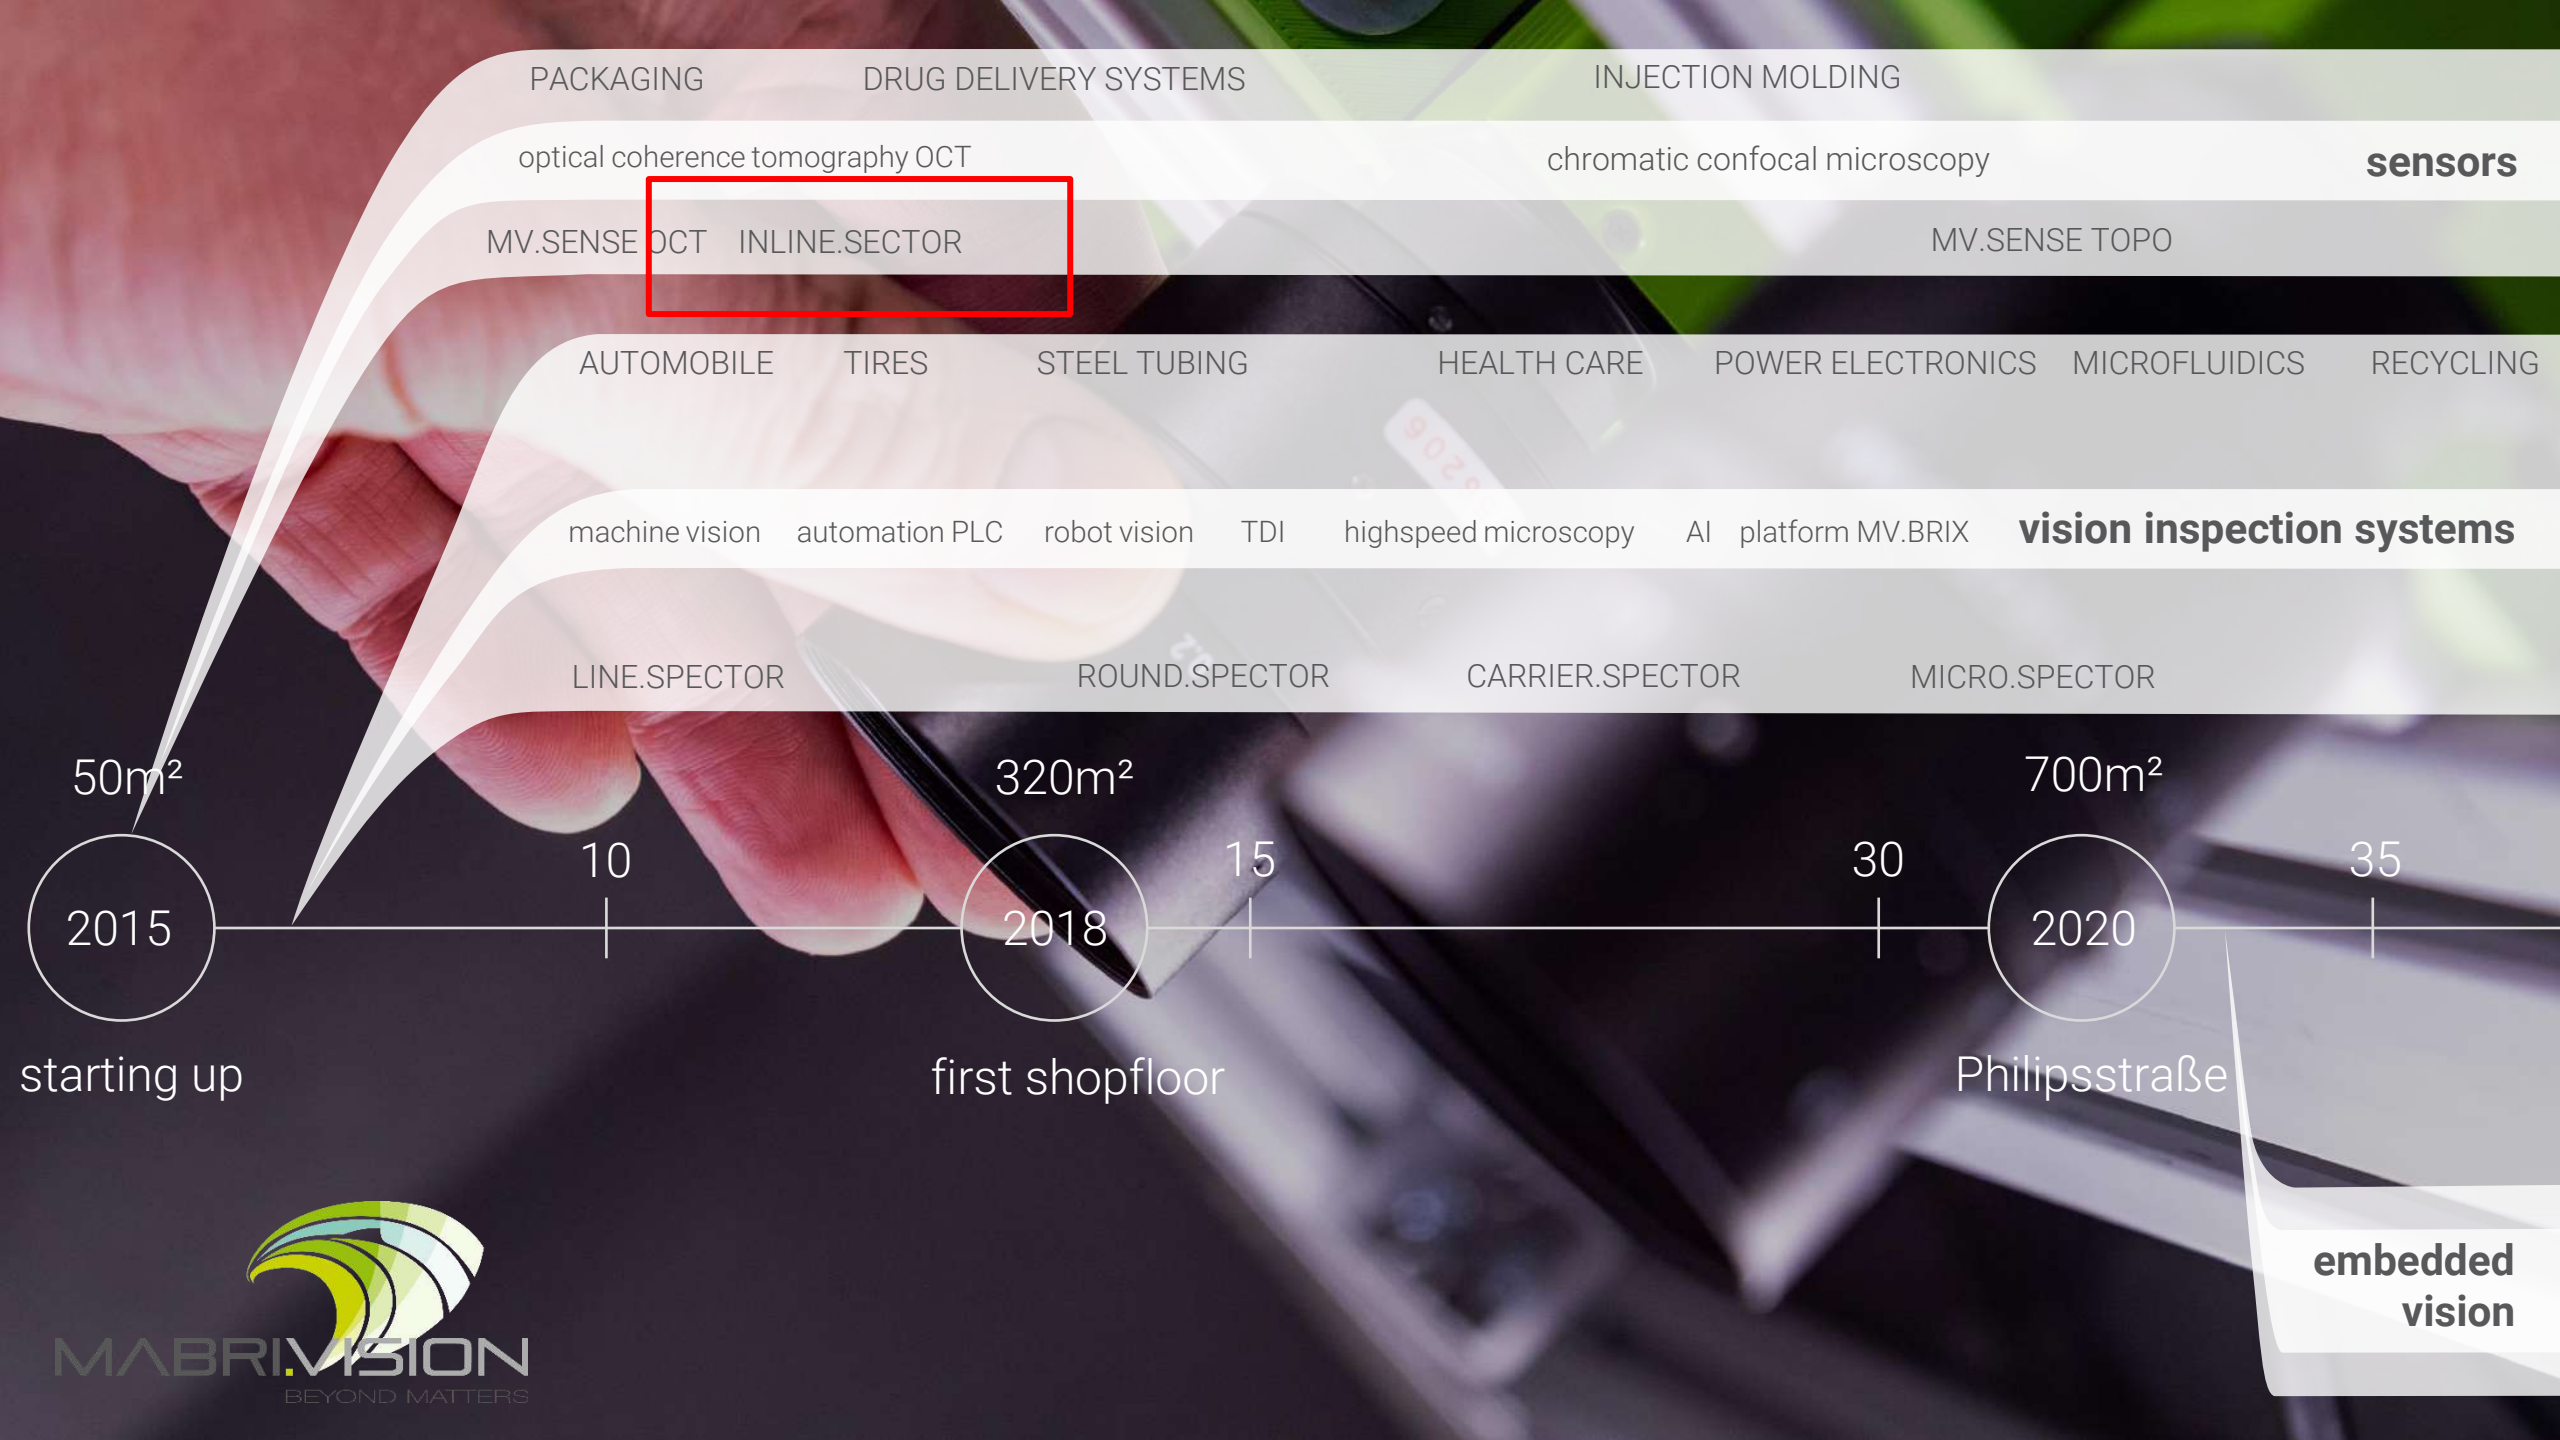 PACKAGING DRUG DELIVERY SYSTEMS INJECTION MOLDING
optical coherence tomography OCT chromatic confocal microscopy sensors
MV.SENSE OCT INLINE.SECTOR MV.SENSE TOPO
AUTOMOBILE TIRES STEEL TUBING HEALTH CARE POWER ELECTRONICS MICROFLUIDICS RECYCLING
machine vision automation PLC robot vision TDI highspeed microscopy AI platform MV.BRIX vision inspection systems
LINE.SPECTOR ROUND.SPECTOR CARRIER.SPECTOR MICRO.SPECTOR
50m² 320m² 700m²
10 15 30 35
2015 2018 2020
starting up first shopfloor Philipsstraße
embedded
vision
MABRI.VISION
BEYOND MATTERS